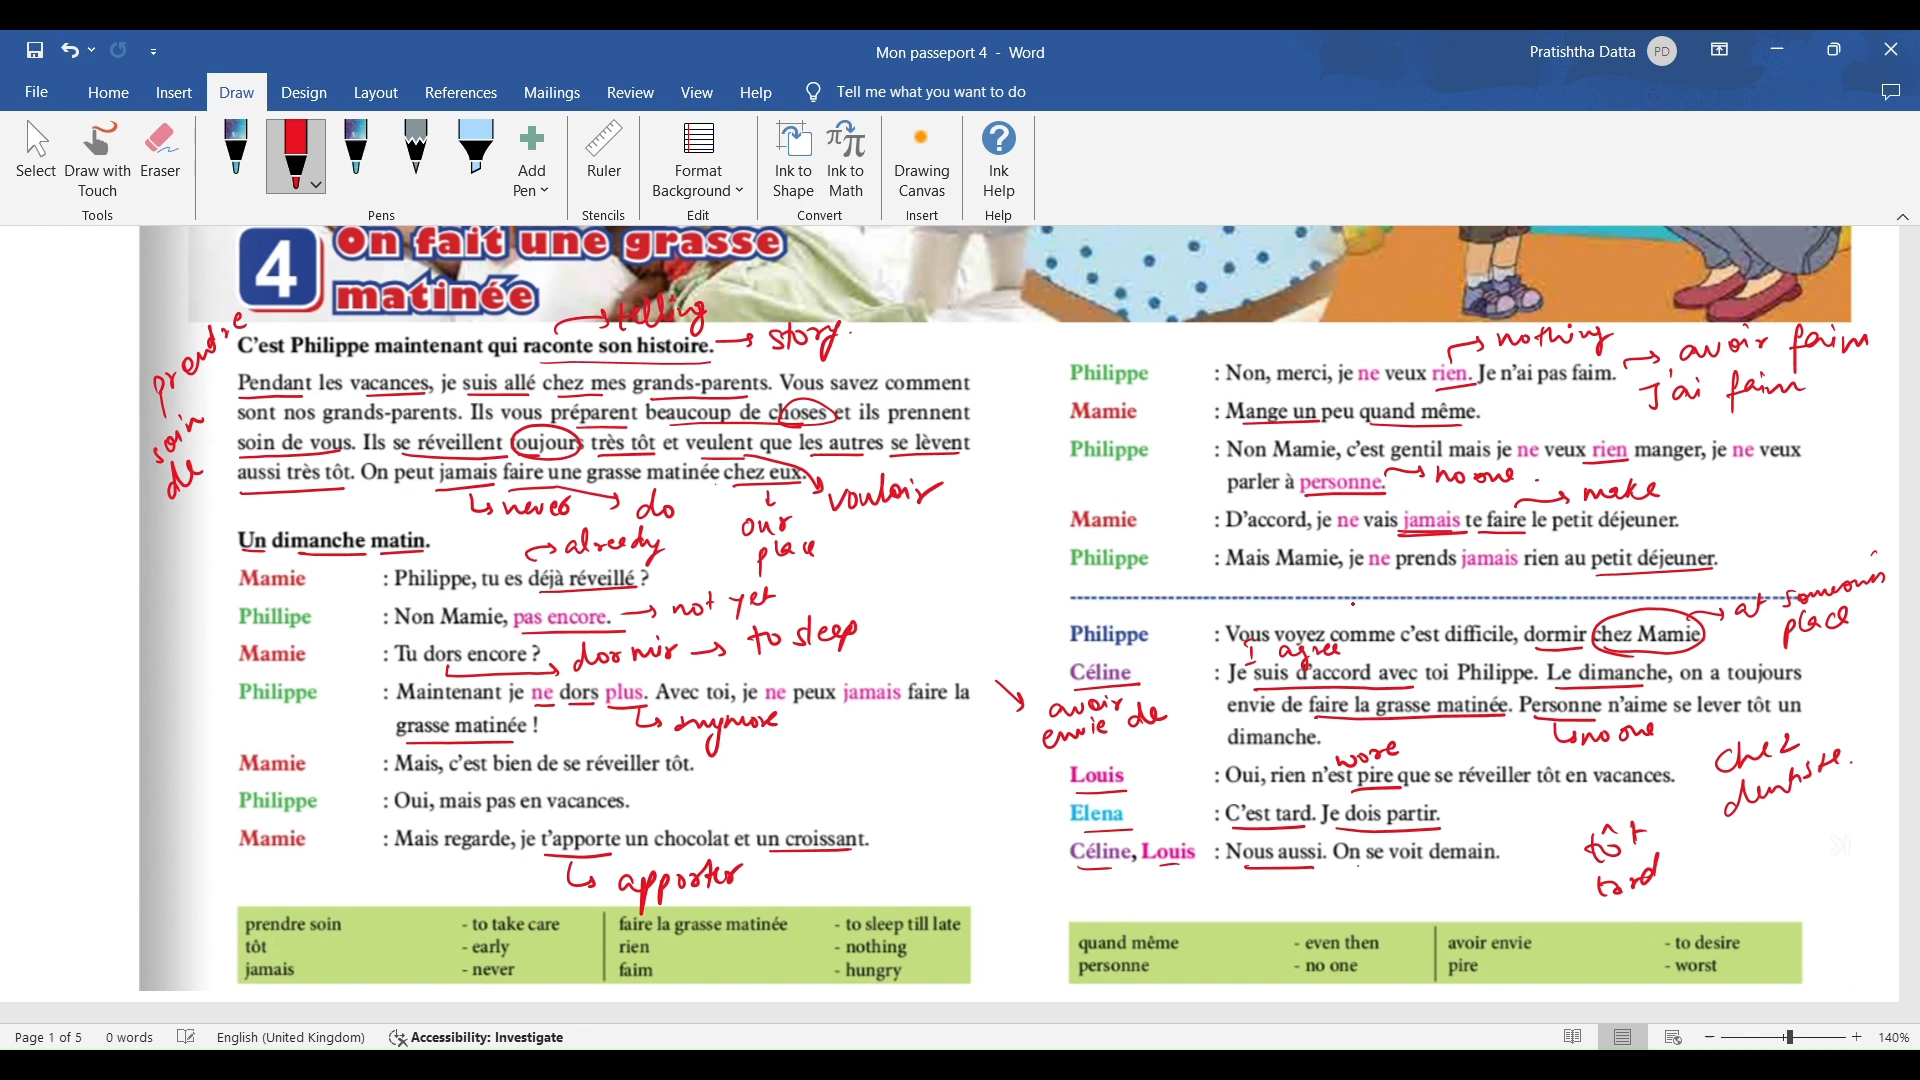 Mon passeport 4 - Word
Pratishtha Datta PD
File Home Insert Draw Design Layout References Mailings Review View Help Tell me what you want to do
Select Draw with Touch Eraser Add Pen Ruler Format Background Ink to Shape Ink to Math Drawing Canvas Ink Help
Tools Pens Stencils Edit Convert Insert Help
4 On fait une grasse
matinée
telling
C'est Philippe maintenant qui raconte son histoire. story.
prendre
soin
de
Pendant les vacances, je suis allé chez mes grands-parents. Vous savez comment
sont nos grands-parents. Ils vous préparent beaucoup de choses et ils prennent
soin de vous. Ils se réveillent toujours très tôt et veulent que les autres se lèvent
aussi très tôt. On peut jamais faire une grasse matinée chez eux.
never do our place vouloir
Un dimanche matin.
already
Mamie : Philippe, tu es déjà réveillé ?
Phillipe : Non Mamie, pas encore. not yet
Mamie : Tu dors encore ? dormir to sleep
Philippe : Maintenant je ne dors plus. Avec toi, je ne peux jamais faire la
grasse matinée ! anymore
Mamie : Mais, c'est bien de se réveiller tôt.
Philippe : Oui, mais pas en vacances.
Mamie : Mais regarde, je t'apporte un chocolat et un croissant.
apporter
prendre soin - to take care faire la grasse matinée - to sleep till late
tôt - early rien - nothing
jamais - never faim - hungry
nothing avoir faim
Philippe : Non, merci, je ne veux rien. Je n'ai pas faim. J'ai faim
Mamie : Mange un peu quand même.
Philippe : Non Mamie, c'est gentil mais je ne veux rien manger, je ne veux
parler à personne. no one.
make
Mamie : D'accord, je ne vais jamais te faire le petit déjeuner.
Philippe : Mais Mamie, je ne prends jamais rien au petit déjeuner.
at someones place
Philippe : Vous voyez comme c'est difficile, dormir chez Mamie
I agree
Céline : Je suis d'accord avec toi Philippe. Le dimanche, on a toujours
avoir envie de
envie de faire la grasse matinée. Personne n'aime se lever tôt un
dimanche. no one
worse
chez dentiste.
Louis : Oui, rien n'est pire que se réveiller tôt en vacances.
Elena : C'est tard. Je dois partir.
Céline, Louis : Nous aussi. On se voit demain.
tôt
tard
quand même - even then avoir envie - to desire
personne - no one pire - worst
Page 1 of 5 0 words English (United Kingdom) Accessibility: Investigate 140%